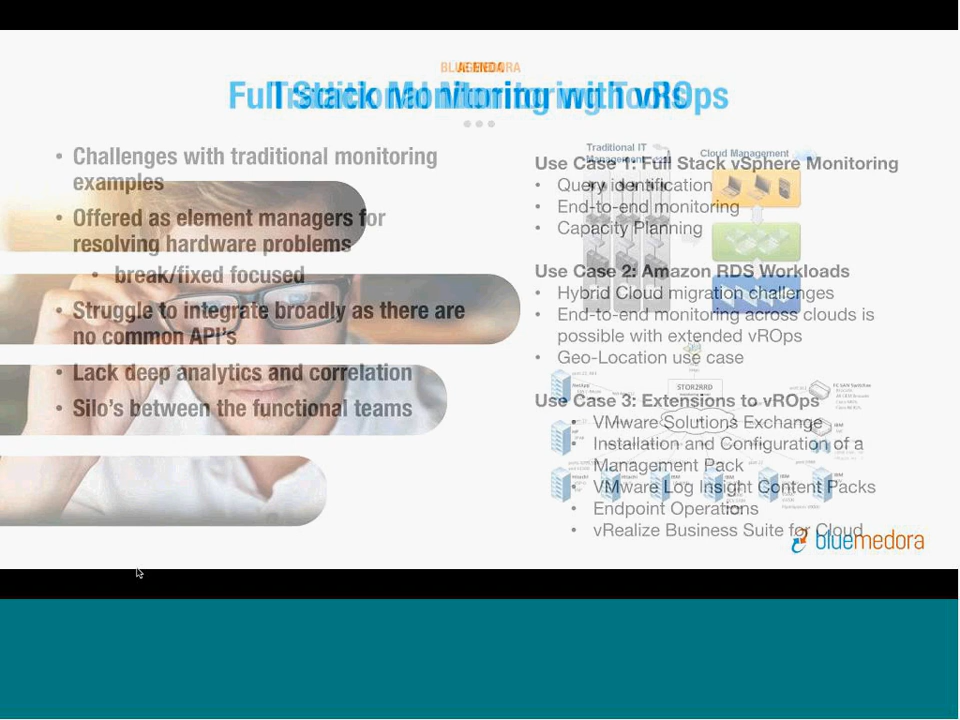 AGENDA
BLUE MEDORA
Full Stack Monitoring with vROps
Traditional Monitoring Tools
• Challenges with traditional monitoring
examples
• Offered as element managers for
resolving hardware problems
• break/fixed focused
• Struggle to integrate broadly as there are
no common API's
• Lack deep analytics and correlation
• Silo's between the functional teams
Traditional IT
Management
Cloud Management
Use Case 1: Full Stack vSphere Monitoring
• Query identification
• End-to-end monitoring
• Capacity Planning
Use Case 2: Amazon RDS Workloads
• Hybrid Cloud migration challenges
• End-to-end monitoring across clouds is
possible with extended vROps
• Geo-Location use case
STOR2RRD
Use Case 3: Extensions to vROps
• VMware Solutions Exchange
• Installation and Configuration of a
Management Pack
• VMware Log Insight Content Packs
• Endpoint Operations
• vRealize Business Suite for Cloud
bluemedora